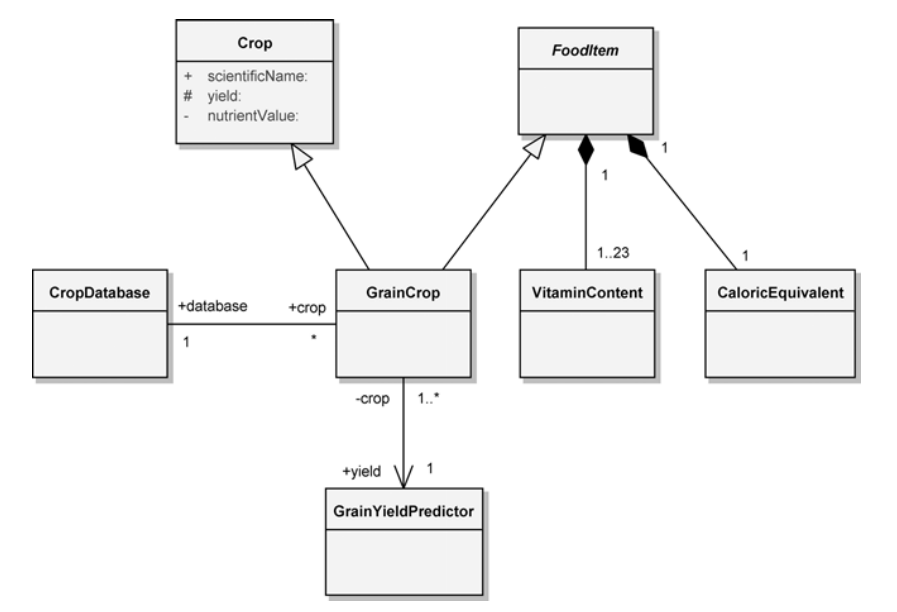 Crop
+ scientificName:
# yield:
- nutrientValue:
FoodItem
1
1
1..23
1
CropDatabase
GrainCrop
VitaminContent
CaloricEquivalent
+database
+crop
1
*
-crop
1..*
+yield
1
GrainYieldPredictor